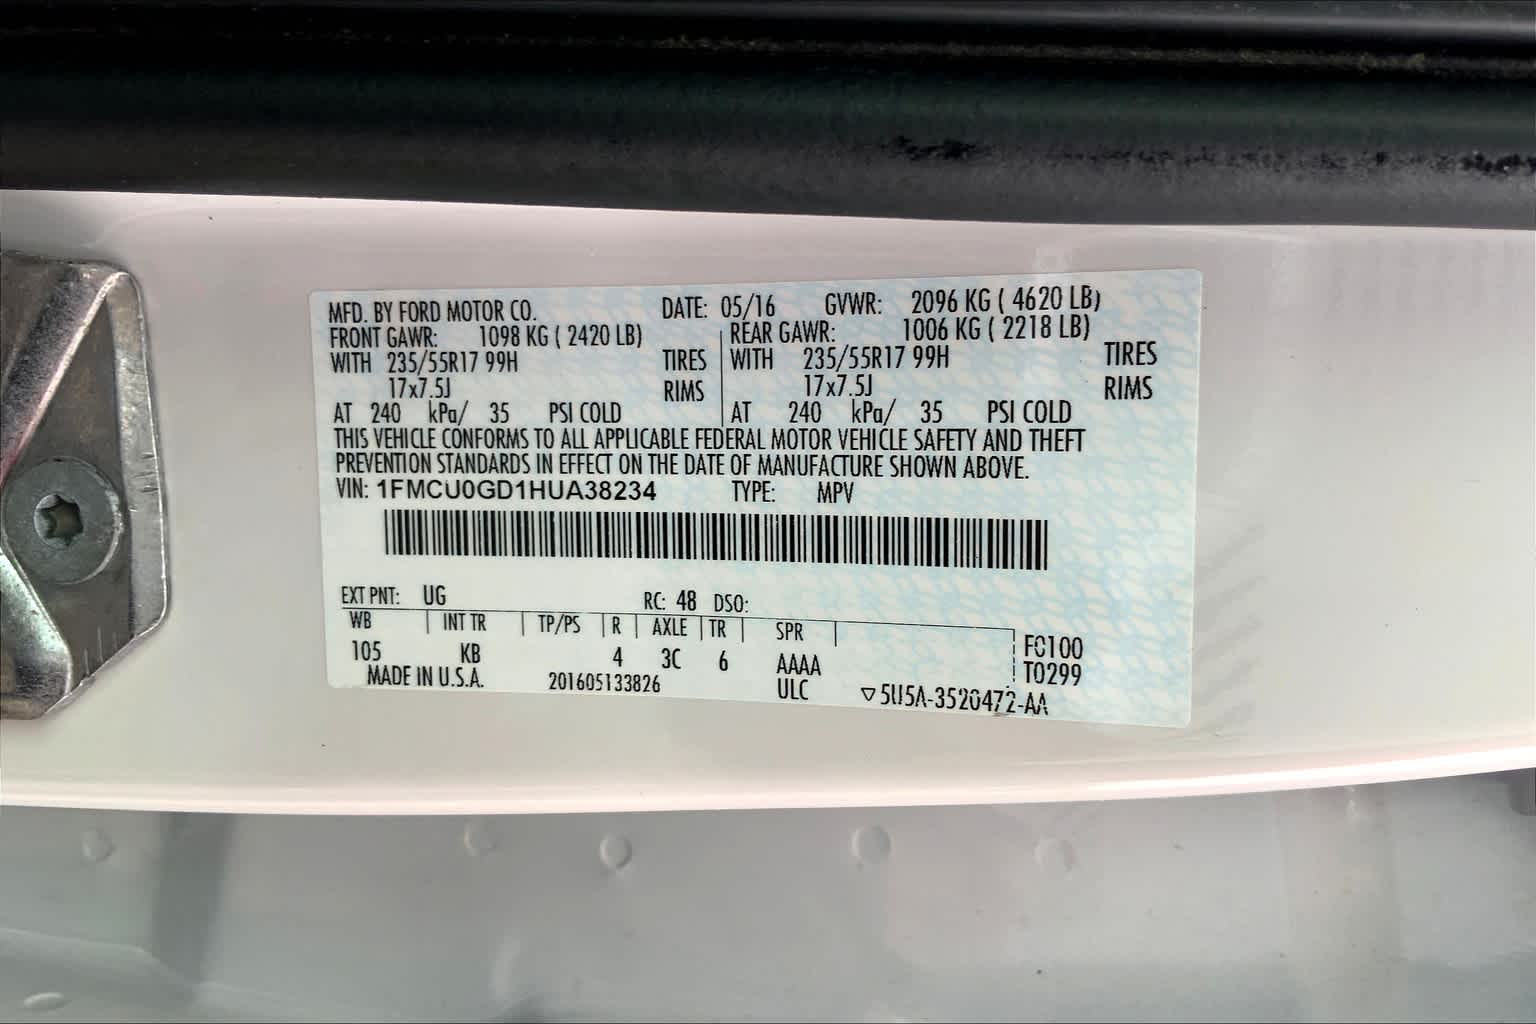 MFD. BY FORD MOTOR CO. DATE: 05/16 GVWR: 2096 KG ( 4620 LB)
FRONT GAWR: 1098 KG ( 2420 LB) REAR GAWR: 1006 KG ( 2218 LB)
WITH 235/55R17 99H TIRES WITH 235/55R17 99H TIRES
17x7.5J RIMS 17x7.5J RIMS
AT 240 kPa/ 35 PSI COLD AT 240 kPa/ 35 PSI COLD
THIS VEHICLE CONFORMS TO ALL APPLICABLE FEDERAL MOTOR VEHICLE SAFETY AND THEFT
PREVENTION STANDARDS IN EFFECT ON THE DATE OF MANUFACTURE SHOWN ABOVE.
VIN: 1FMCU0GD1HUA38234 TYPE: MPV
EXT PNT: UG RC: 48 DSO:
WB INT TR TP/PS R AXLE TR SPR
105 KB 4 3C 6 AAAA F0100
MADE IN U.S.A. 201605133826 ULC T0299
▽5U5A-3520472-AA